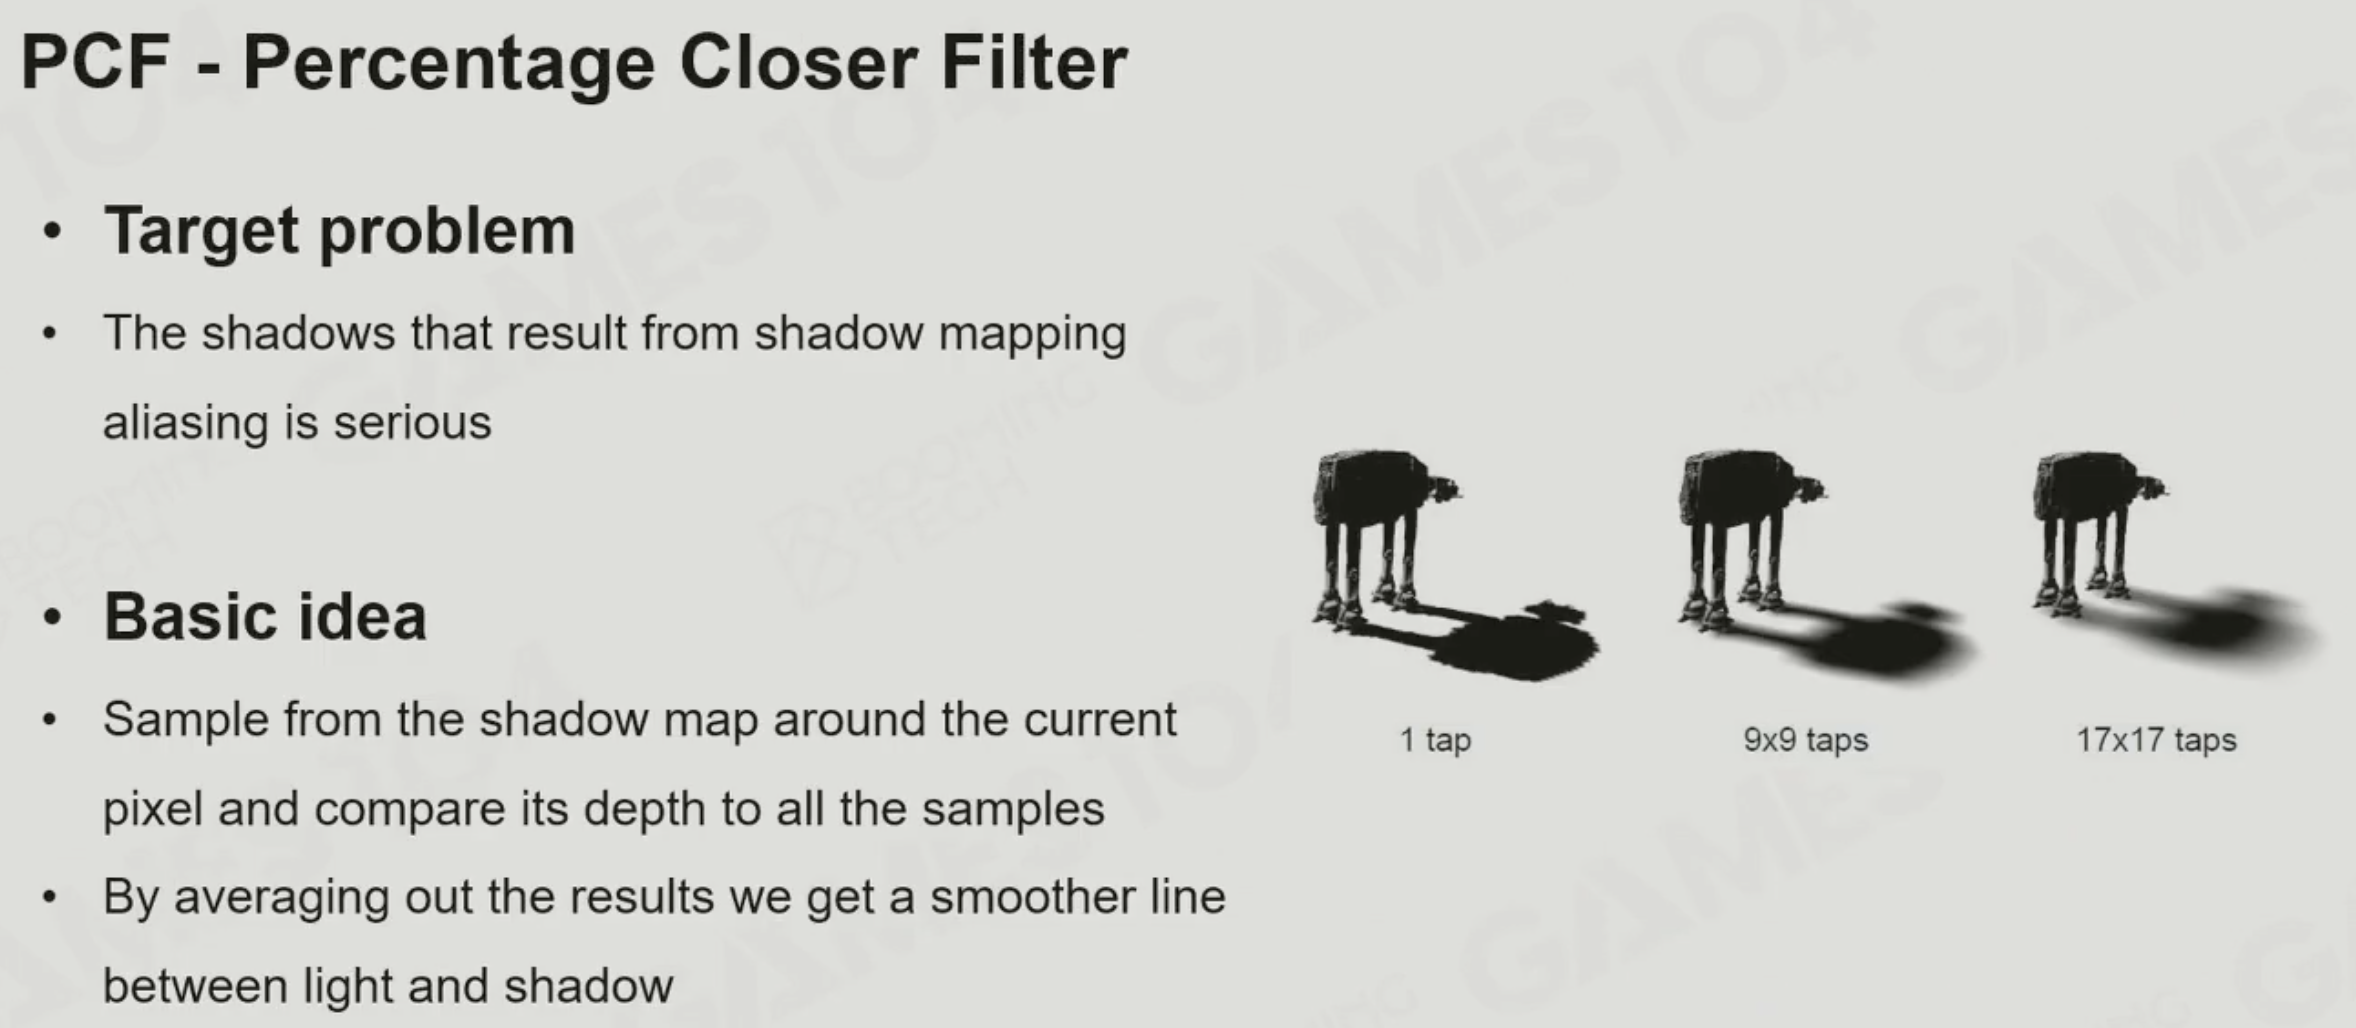 PCF - Percentage Closer Filter
• Target problem
• The shadows that result from shadow mapping
aliasing is serious
• Basic idea
• Sample from the shadow map around the current
pixel and compare its depth to all the samples
• By averaging out the results we get a smoother line
between light and shadow
1 tap
9x9 taps
17x17 taps
GAMES104
GAMES104
BOOMING
TECH